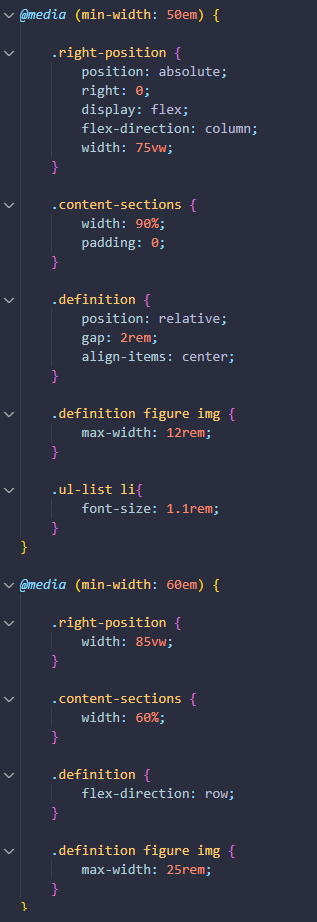 @media (min-width: 50em) {
.right-position {
position: absolute;
right: 0;
display: flex;
flex-direction: column;
width: 75vw;
}
.content-sections {
width: 90%;
padding: 0;
}
.definition {
position: relative;
gap: 2rem;
align-items: center;
}
.definition figure img {
max-width: 12rem;
}
.ul-list li{
font-size: 1.1rem;
}
}
@media (min-width: 60em) {
.right-position {
width: 85vw;
}
.content-sections {
width: 60%;
}
.definition {
flex-direction: row;
}
.definition figure img {
max-width: 25rem;
}
}